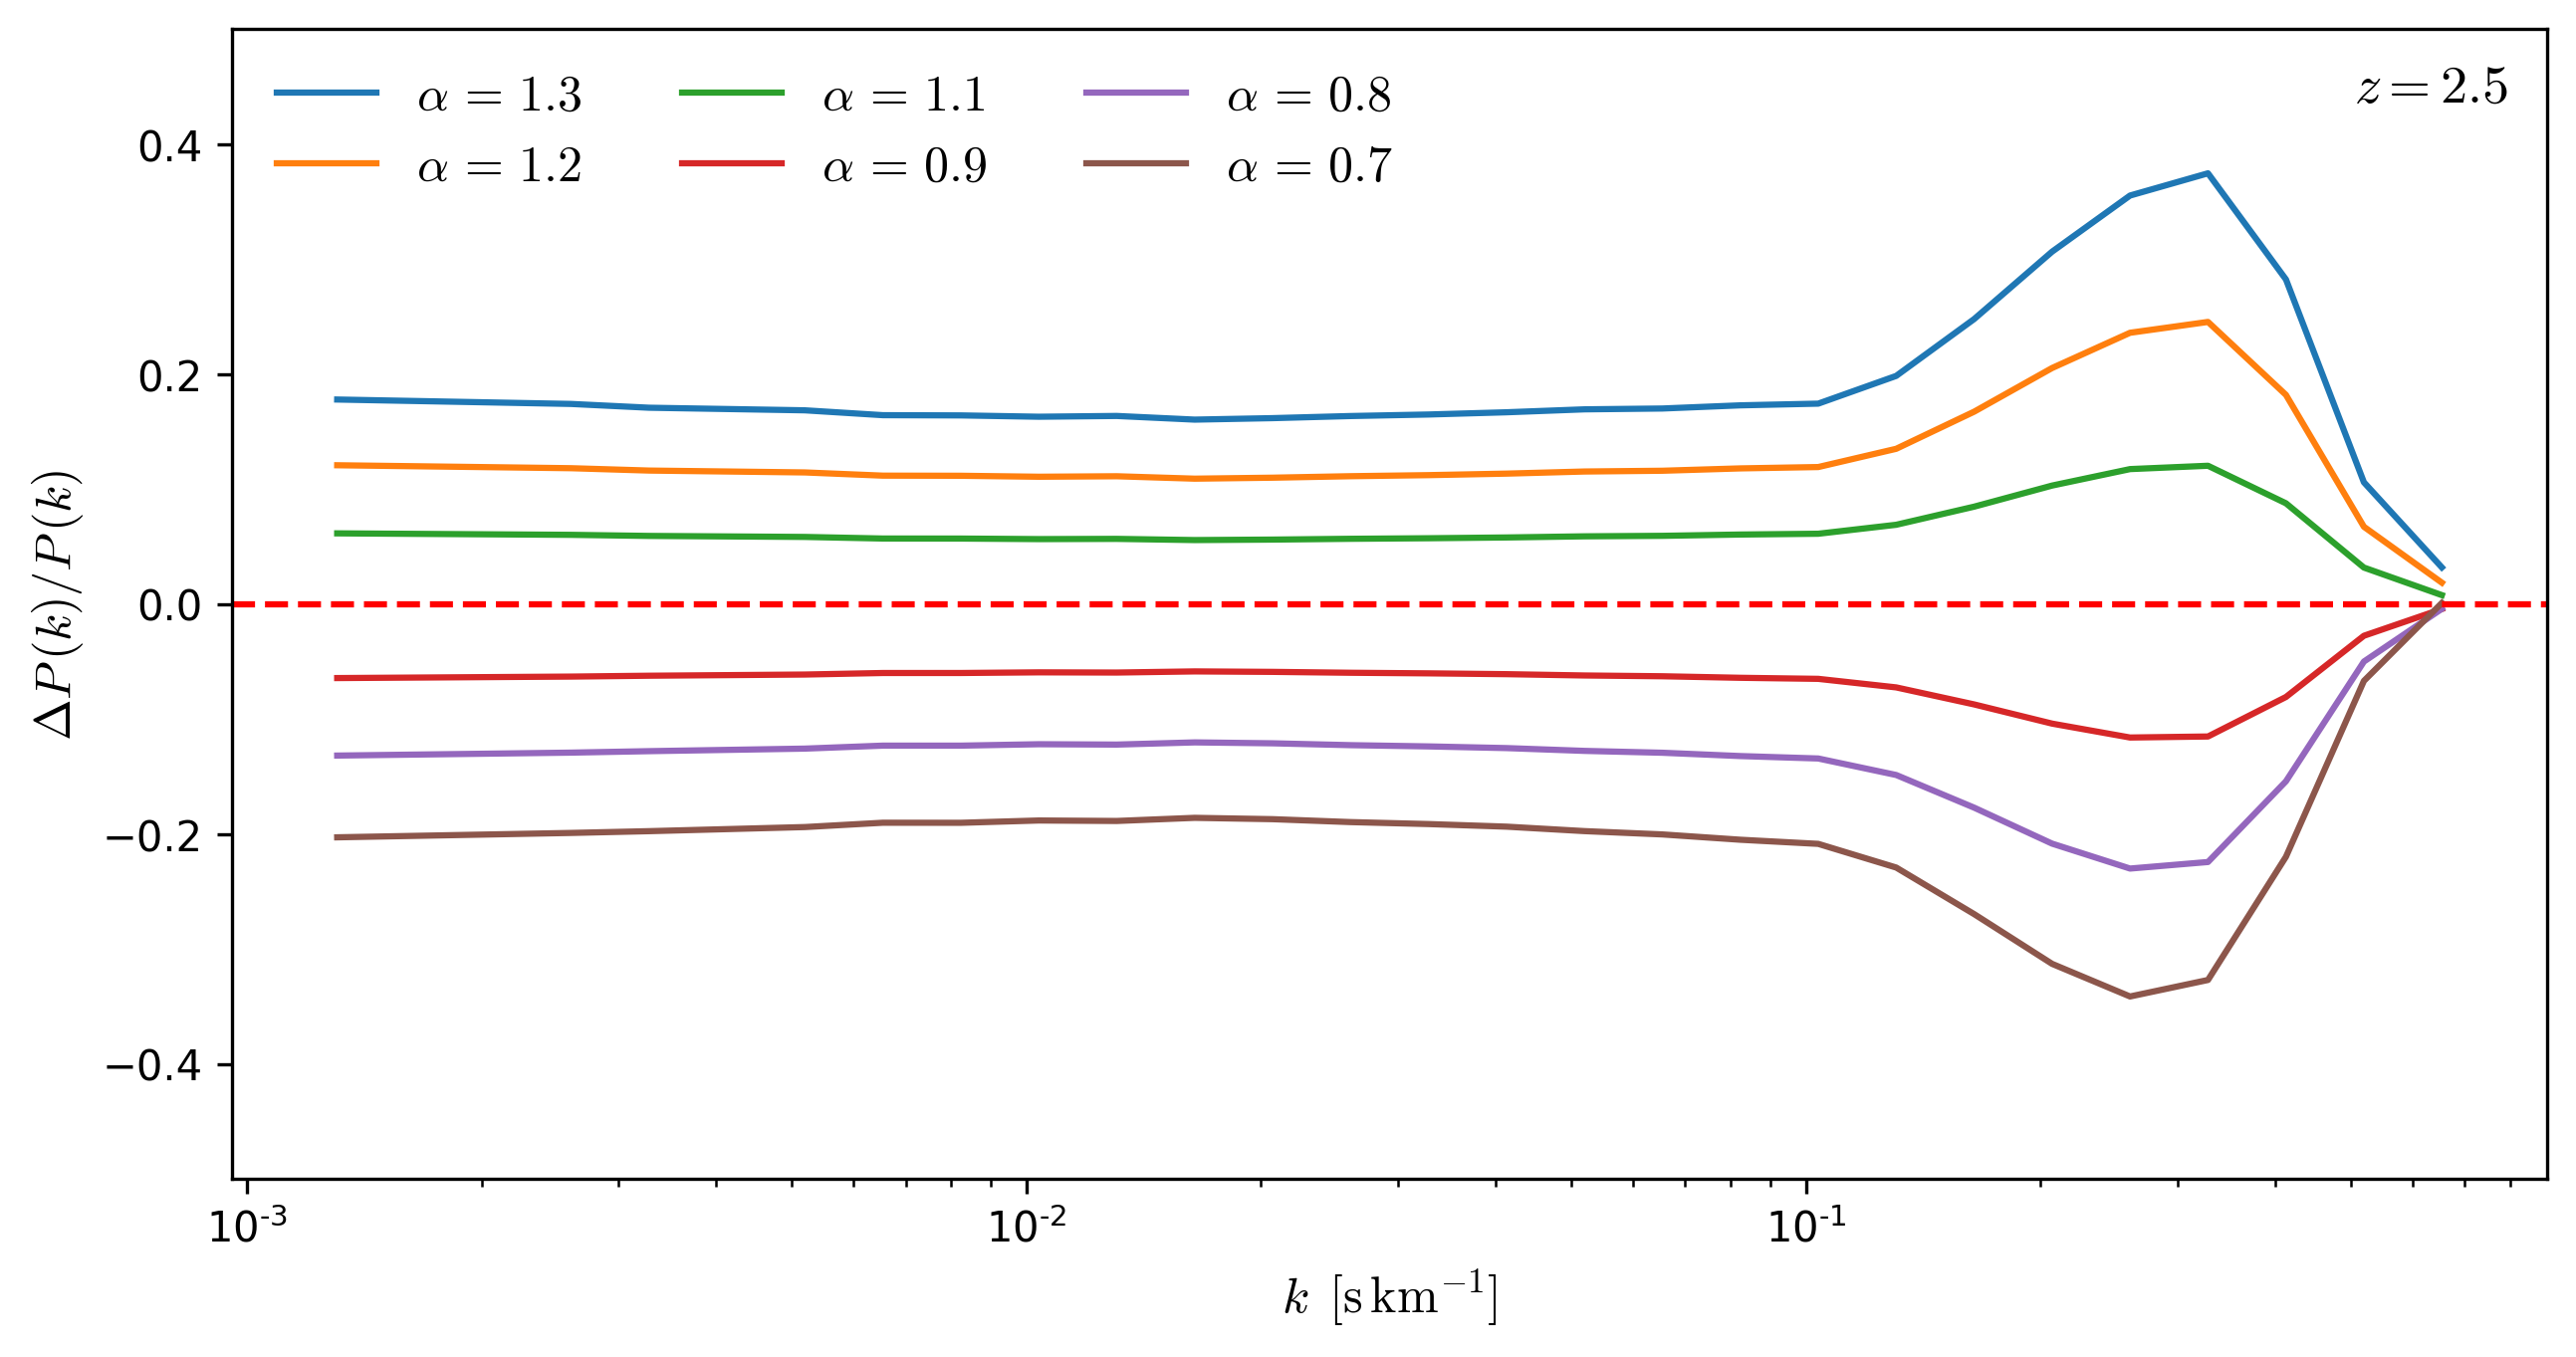 α = 1.3 α = 1.1 α = 0.8
α = 1.2 α = 0.9 α = 0.7
z = 2.5
0.4
0.2
0.0
−0.2
−0.4
ΔP(k)/P(k)
10⁻³ 10⁻² 10⁻¹
k [s km⁻¹]